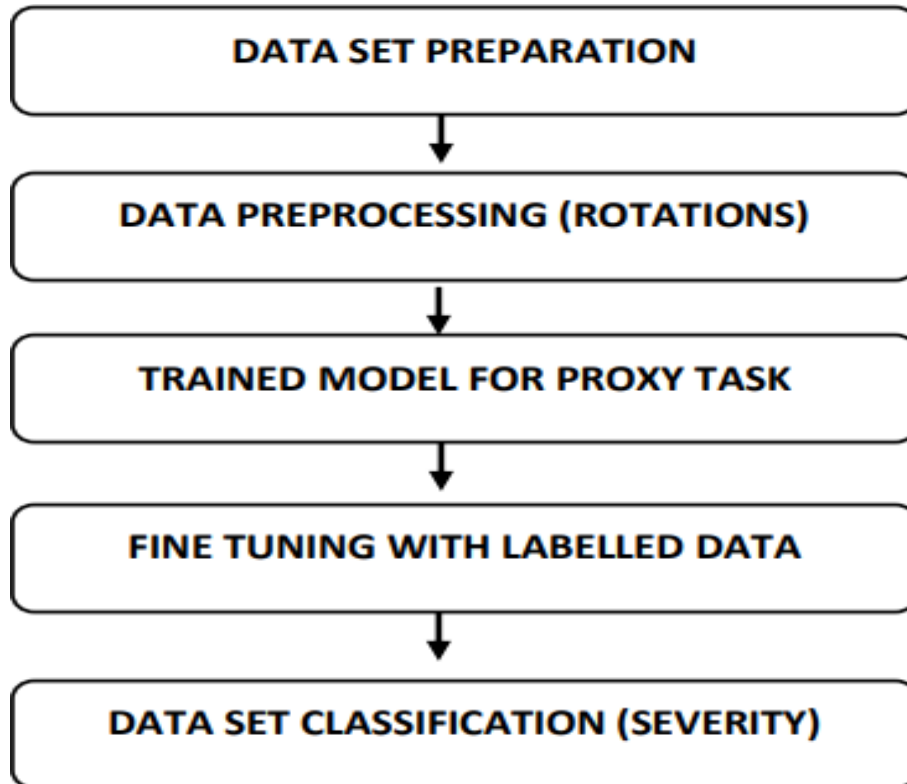 DATA SET PREPARATION
DATA PREPROCESSING (ROTATIONS)
TRAINED MODEL FOR PROXY TASK
FINE TUNING WITH LABELLED DATA
DATA SET CLASSIFICATION (SEVERITY)